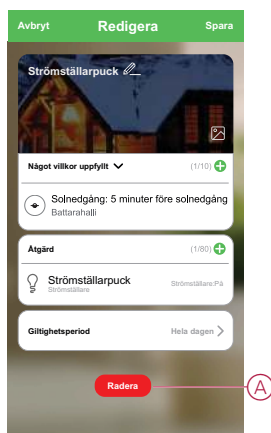 Avbryt Redigera Spara
Strömställarpuck
Något villkor uppfyllt (1/10)
Solnedgång: 5 minuter före solnedgång
Battarahalli
Åtgärd (1/80)
Strömställarpuck Strömställare:På
Strömställare
Giltighetsperiod Hela dagen
Radera
A